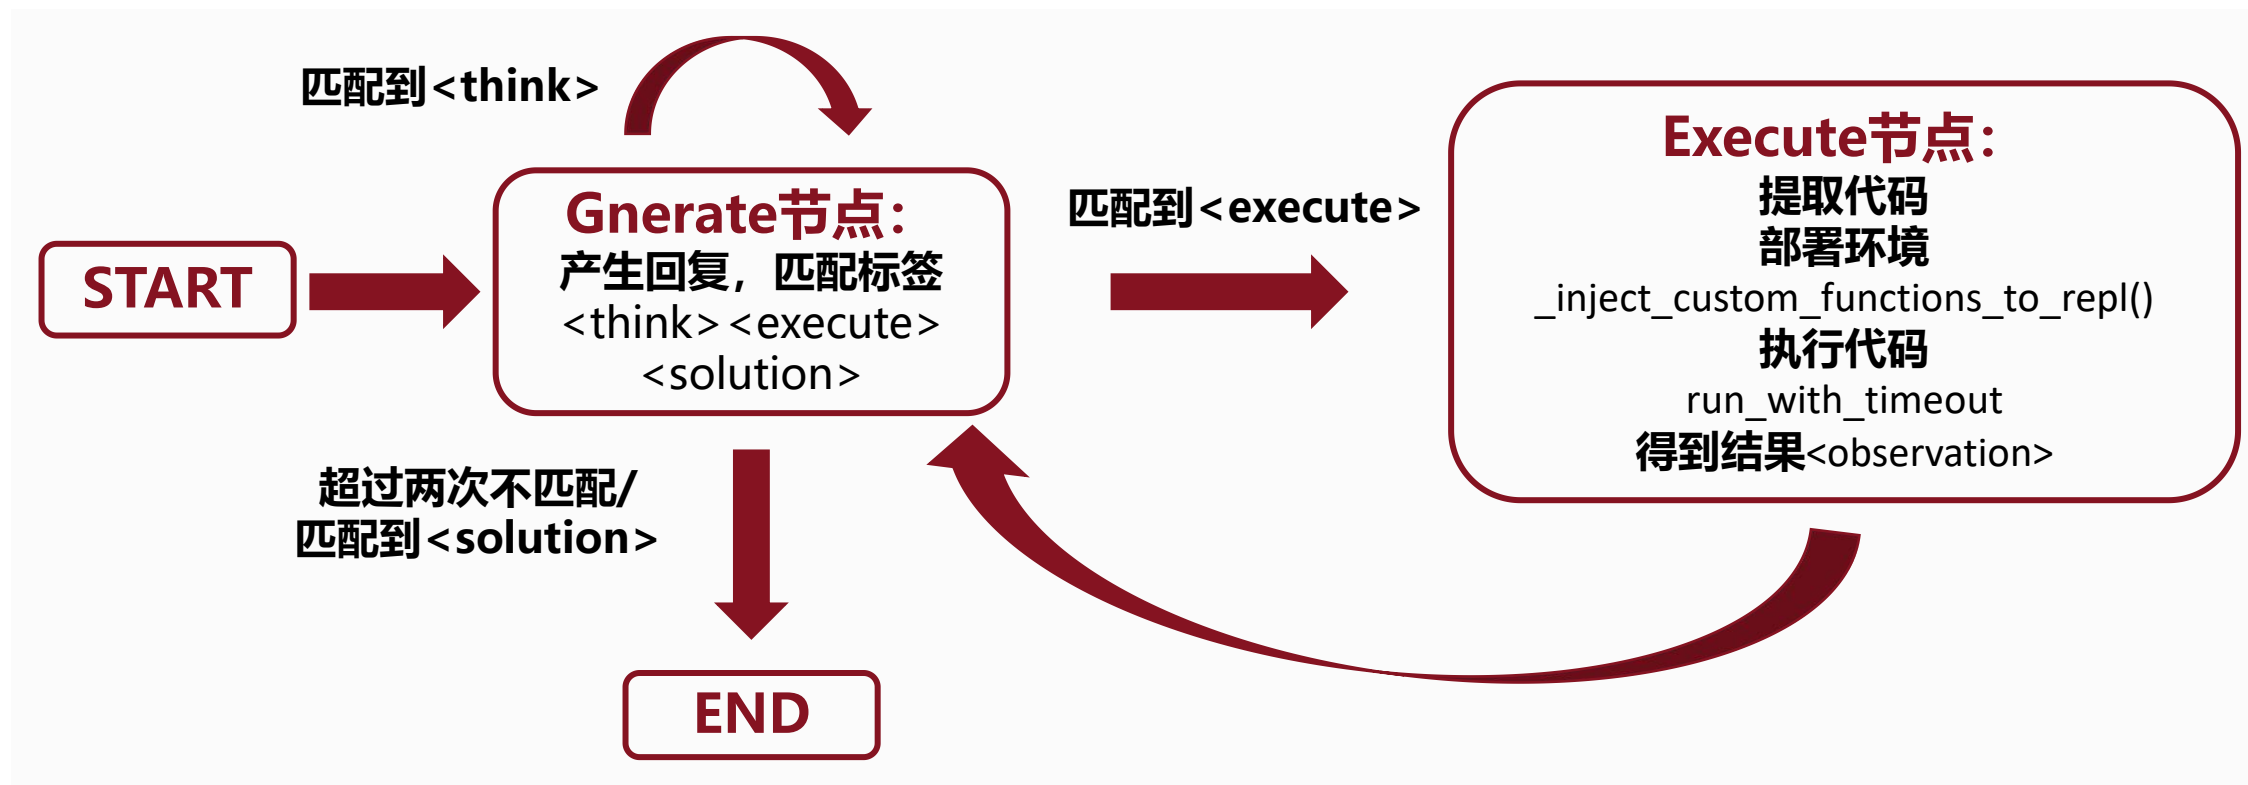 匹配到<think>
START
Gnerate节点：
产生回复，匹配标签
<think><execute>
<solution>
匹配到<execute>
Execute节点：
提取代码
部署环境
_inject_custom_functions_to_repl()
执行代码
run_with_timeout
得到结果<observation>
超过两次不匹配/
匹配到<solution>
END